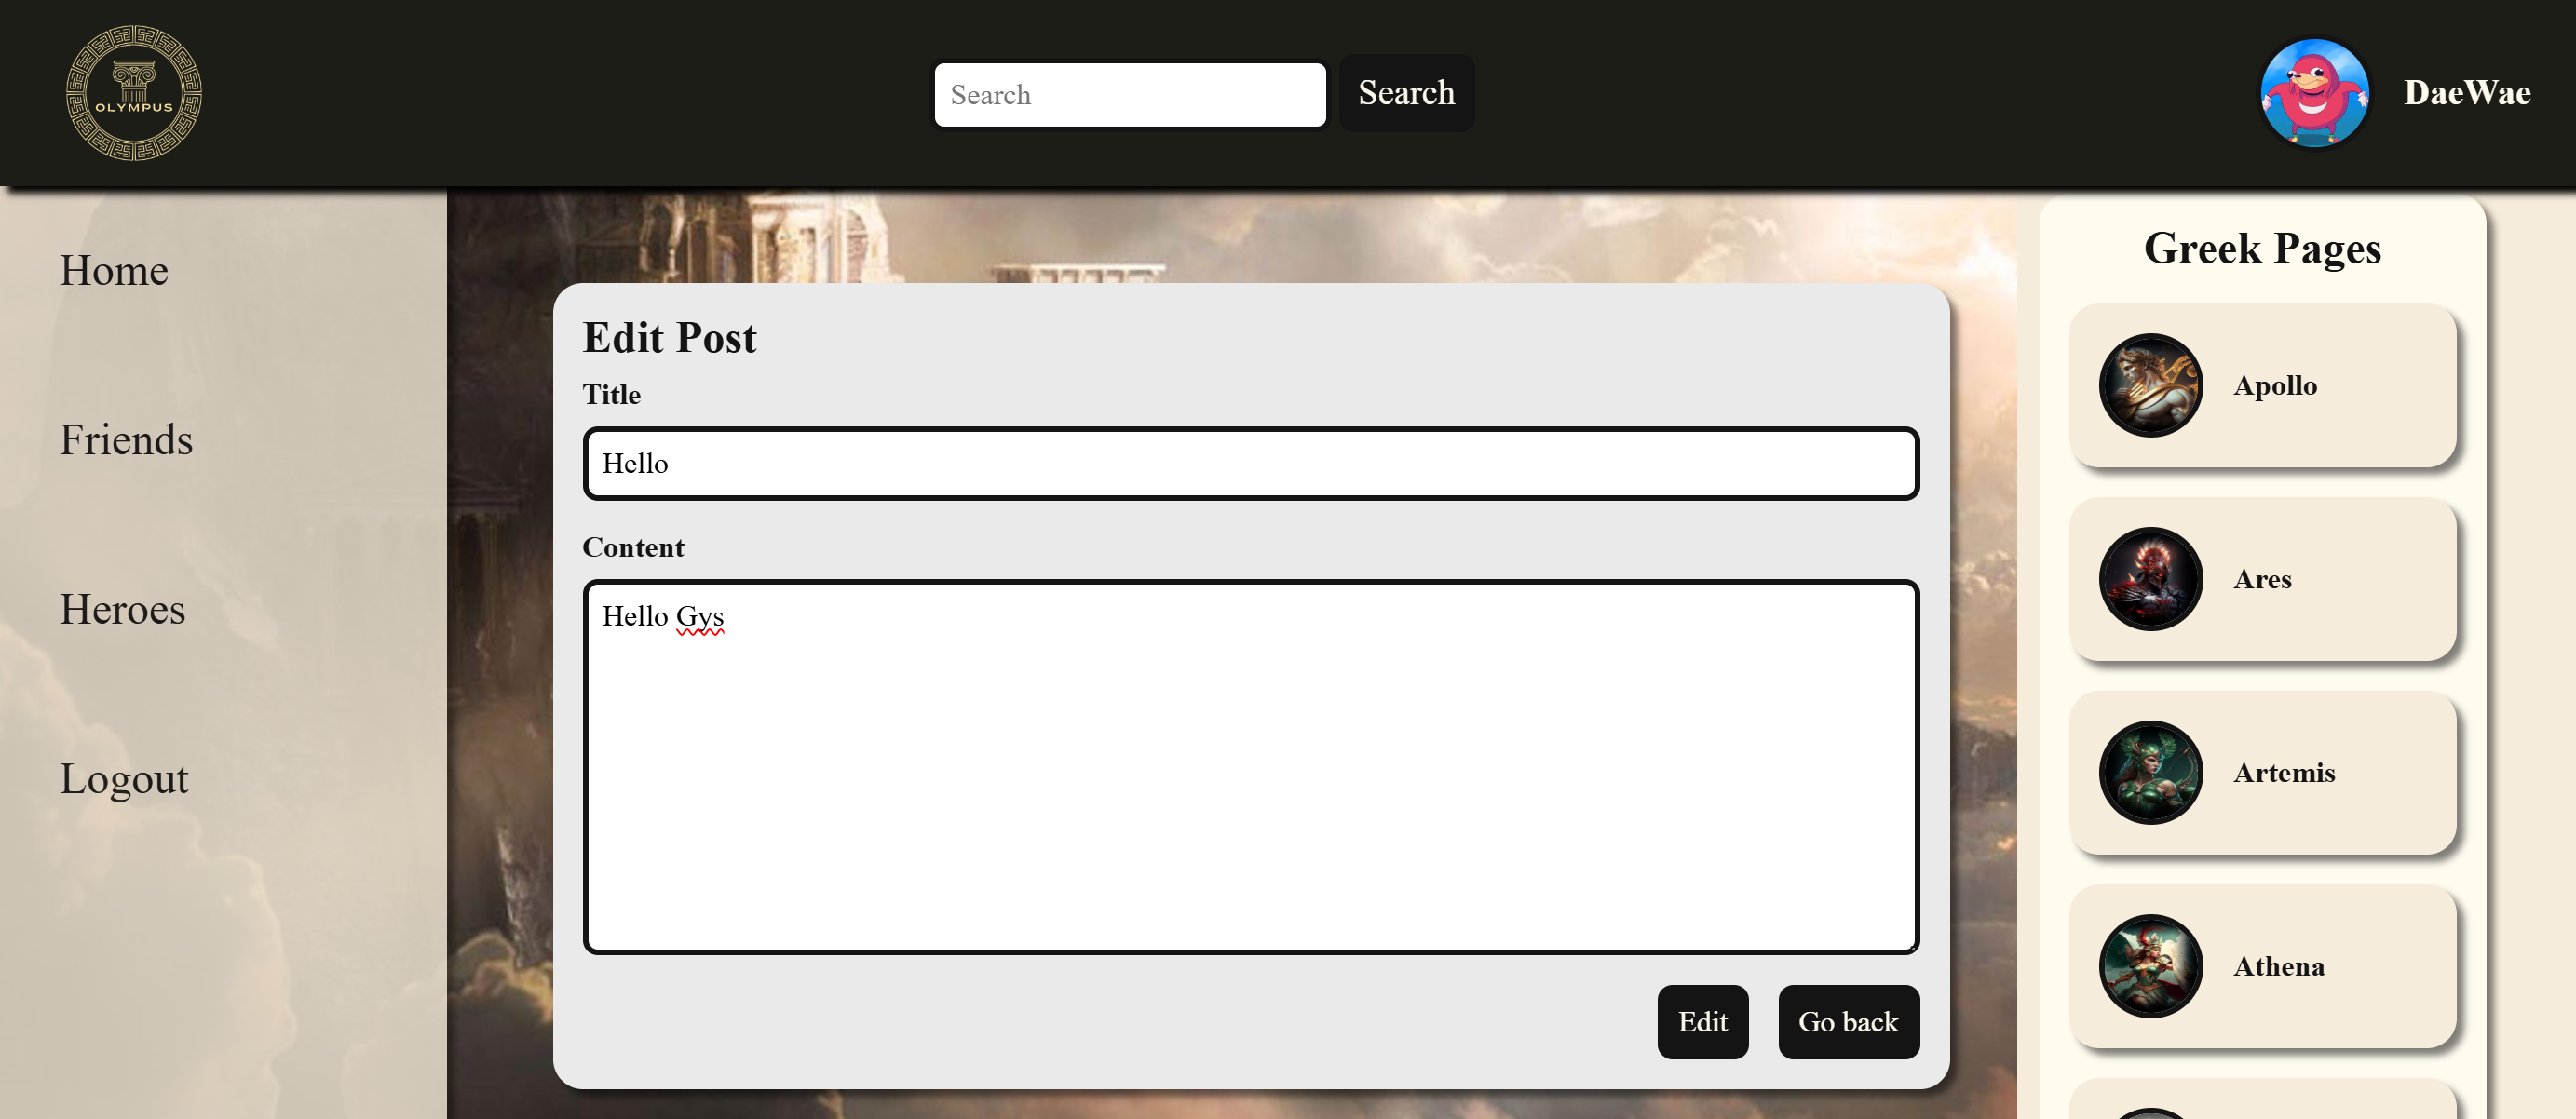 OLYMPUS
Search
Search
DaeWae
Home
Friends
Heroes
Logout
Edit Post
Title
Hello
Content
Hello Gys
Edit
Go back
Greek Pages
Apollo
Ares
Artemis
Athena